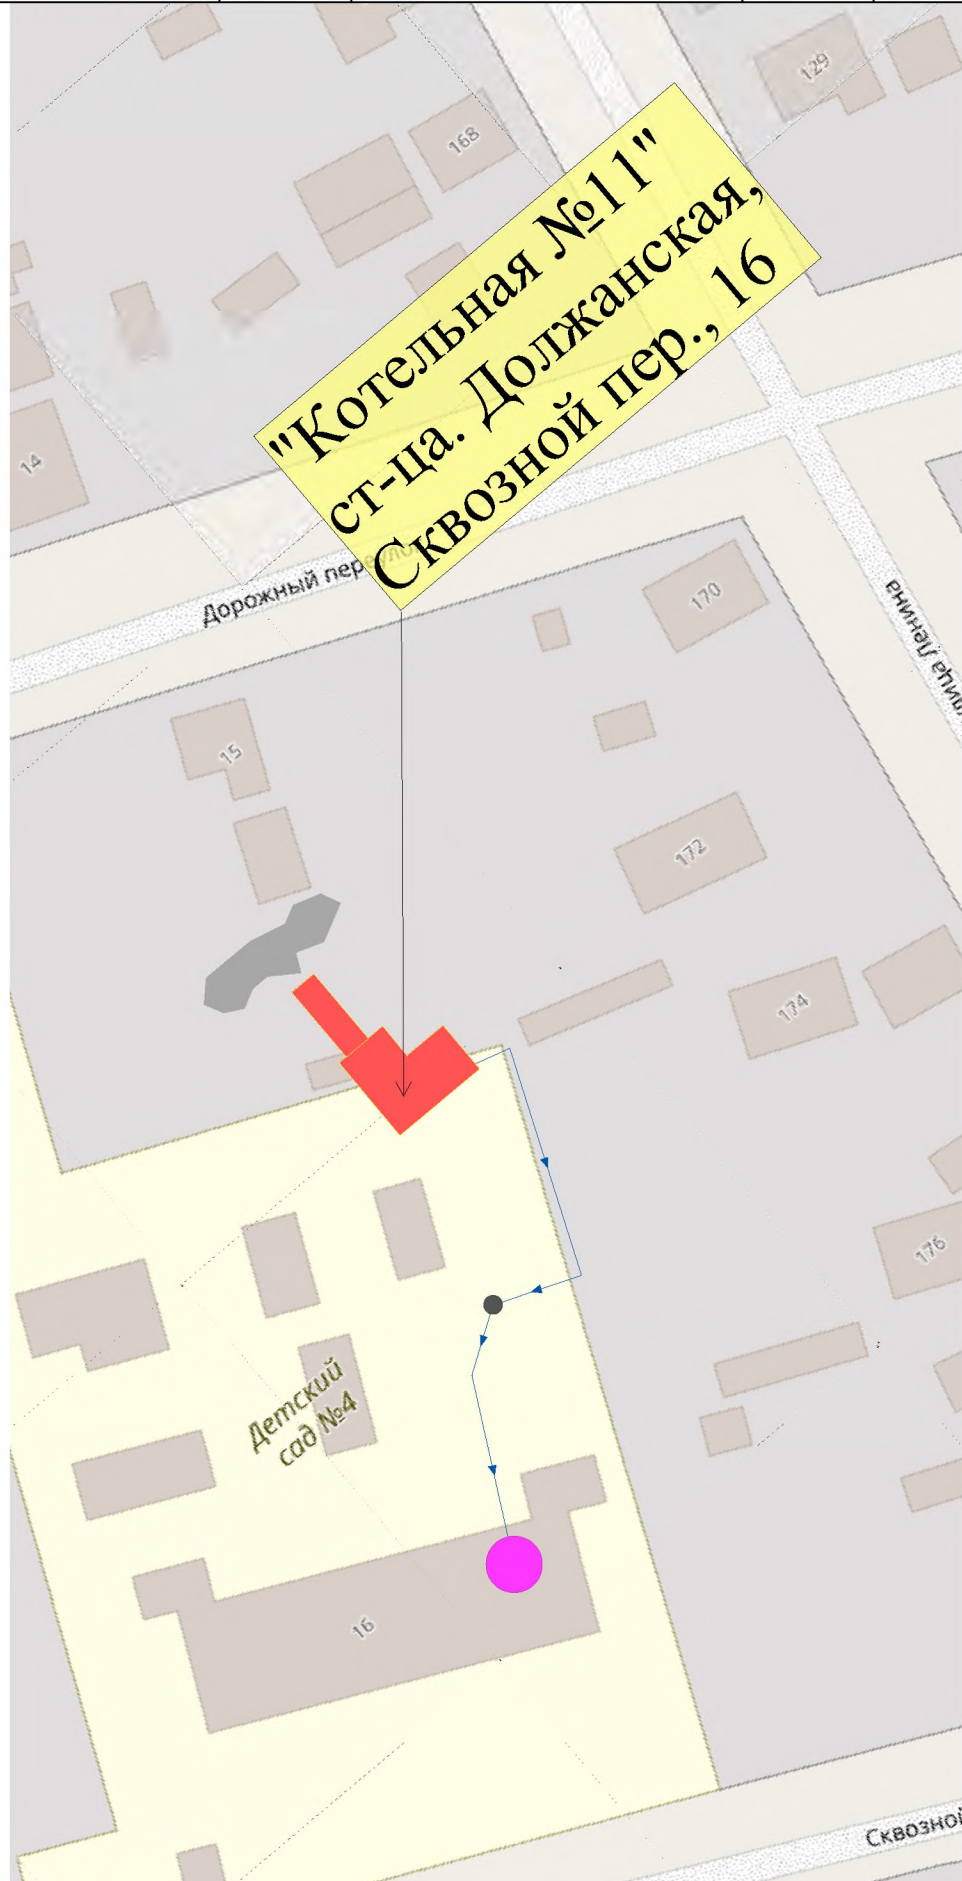 129
168
"Котельная №11"
ст-ца. Должанская,
Сквозной пер., 16
14
Дорожный переулок
170
15
172
174
176
Детский
сад №4
16
Сквозной